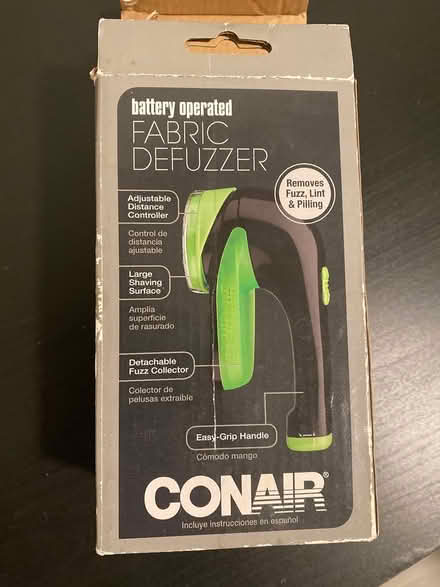 battery operated
FABRIC
DEFUZZER
Removes
Fuzz, Lint
& Pilling
Adjustable
Distance
Controller
Control de
distancia
ajustable
Large
Shaving
Surface
Amplia
superficie
de rasurado
Detachable
Fuzz Collector
Colector de
pelusas extraíble
Easy-Grip Handle
Cómodo mango
CONAIR®
Incluye instrucciones en español